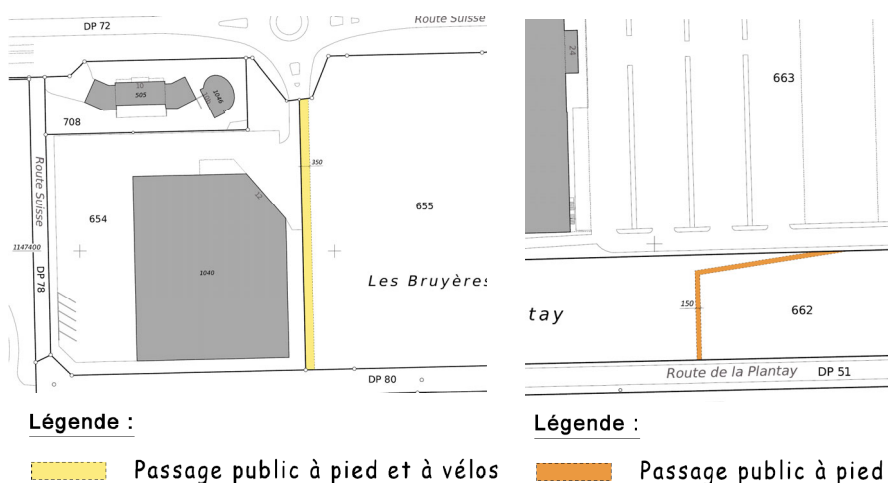 DP 72
Route Suisse
10
505
1046
708
Route Suisse
350
654
12
655
1147400
DP 78
1040
Les Bruyères
DP 80
Légende :
Passage public à pied et à vélos
24
663
150
tay
662
Route de la Plantay DP 51
Légende :
Passage public à pied